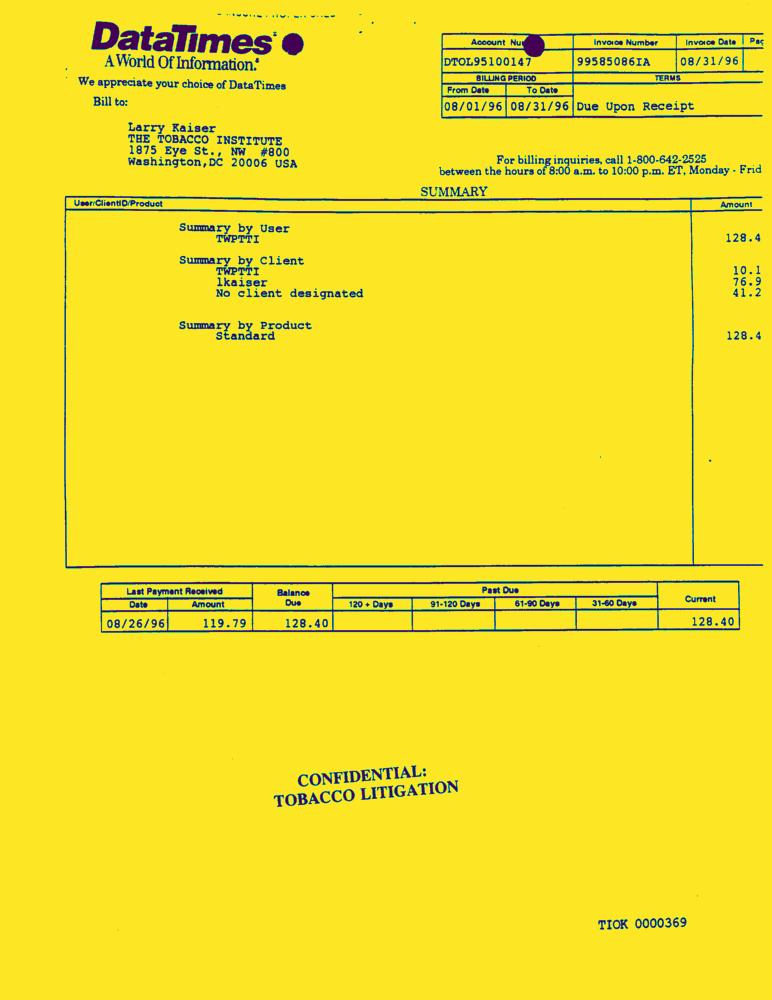 DataTimes
A World Of Information.
We appreciate your choice of DataTimes
Bill to:
Larry Kaiser
THE TOBACCO INSTITUTE
1875 Eye St., NW #800
Washington,DC 20006 USA
Account Invoice Number Invoice Date
DTOL95100147 99585086IA 08/31/96
BILLING PERIOD TERMS
From Date To Date
08/01/96 08/31/96 Due Upon Receipt
For billing inquiries, call 1-800-642-2525
between the hours of 8:00 a.m. to 10:00 p.m. ET, Monday - Frid
SUMMARY
User/ClientID/Product Amount
Summary by User
TWPTTI 128.4
Summary by Client
TWPTTI 10.1
lkaiser 76.9
No client designated 41.2
Summary by Product
Standard 128.4
Last Payment Received Balance Due Past Due Current
Date Amount 120 + Days 91-120 Days 61-90 Days 31-60 Days
08/26/96 119.79 128.40 128.40
CONFIDENTIAL:
TOBACCO LITIGATION
TIOK 0000369